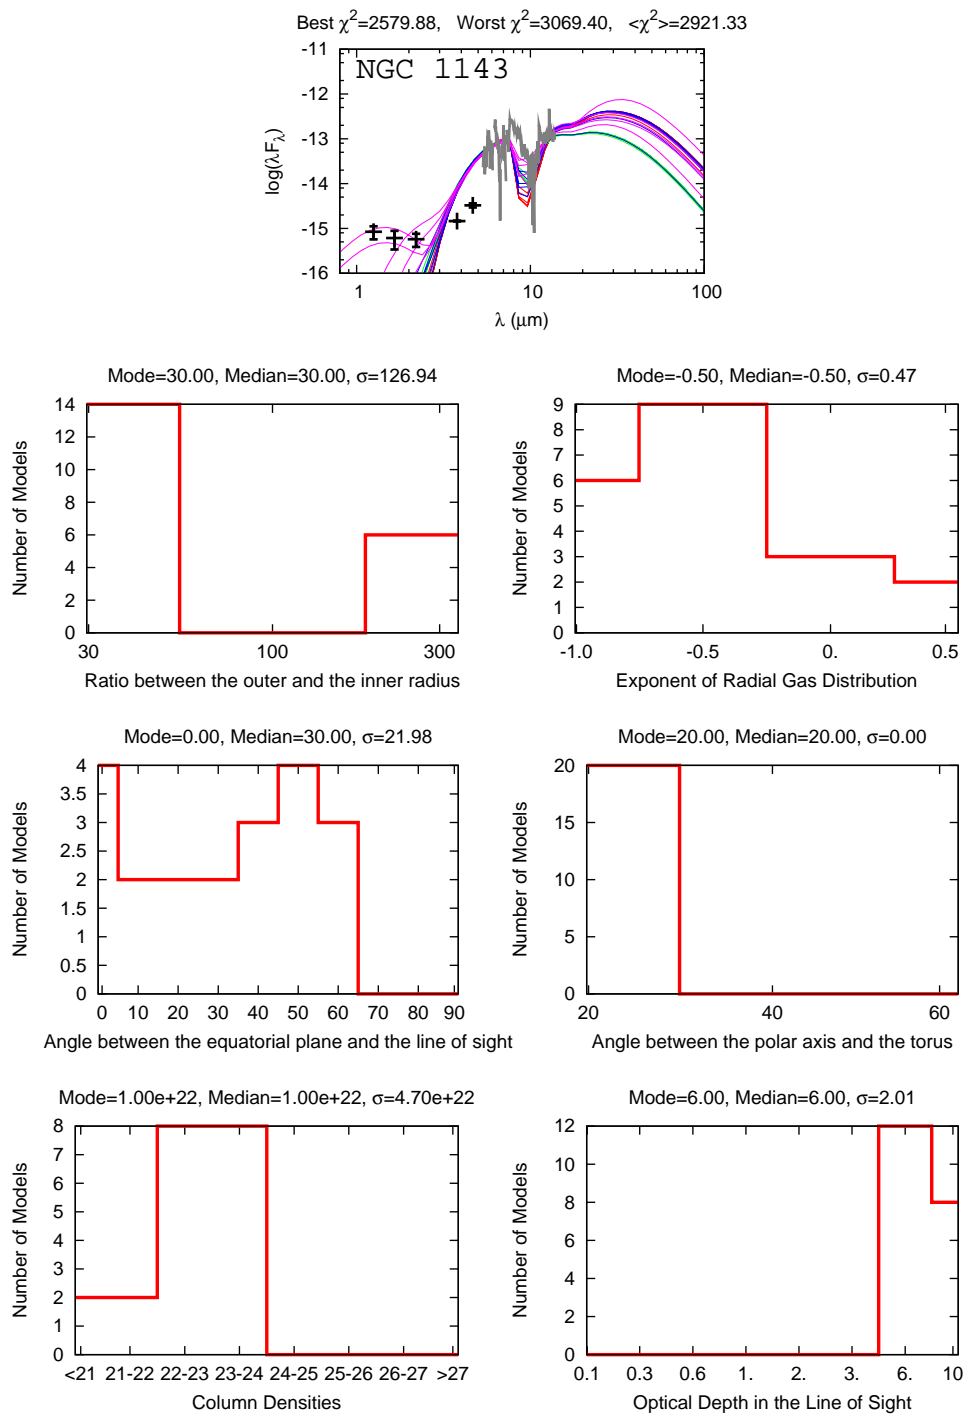 Best χ²=2579.88, Worst χ²=3069.40, <χ²>=2921.33
NGC 1143
log(λFλ)
-11
-12
-13
-14
-15
-16
1 10 100
λ (μm)
Mode=30.00, Median=30.00, σ=126.94
Number of Models
14
12
10
8
6
4
2
0
30 100 300
Ratio between the outer and the inner radius
Mode=-0.50, Median=-0.50, σ=0.47
Number of Models
9
8
7
6
5
4
3
2
1
0
-1.0 -0.5 0. 0.5
Exponent of Radial Gas Distribution
Mode=0.00, Median=30.00, σ=21.98
Number of Models
4
3.5
3
2.5
2
1.5
1
0.5
0
0 10 20 30 40 50 60 70 80 90
Angle between the equatorial plane and the line of sight
Mode=20.00, Median=20.00, σ=0.00
Number of Models
20
15
10
5
0
20 40 60
Angle between the polar axis and the torus
Mode=1.00e+22, Median=1.00e+22, σ=4.70e+22
Number of Models
8
7
6
5
4
3
2
1
0
<21 21-22 22-23 23-24 24-25 25-26 26-27 >27
Column Densities
Mode=6.00, Median=6.00, σ=2.01
Number of Models
12
10
8
6
4
2
0
0.1 0.3 0.6 1. 2. 3. 6. 10
Optical Depth in the Line of Sight